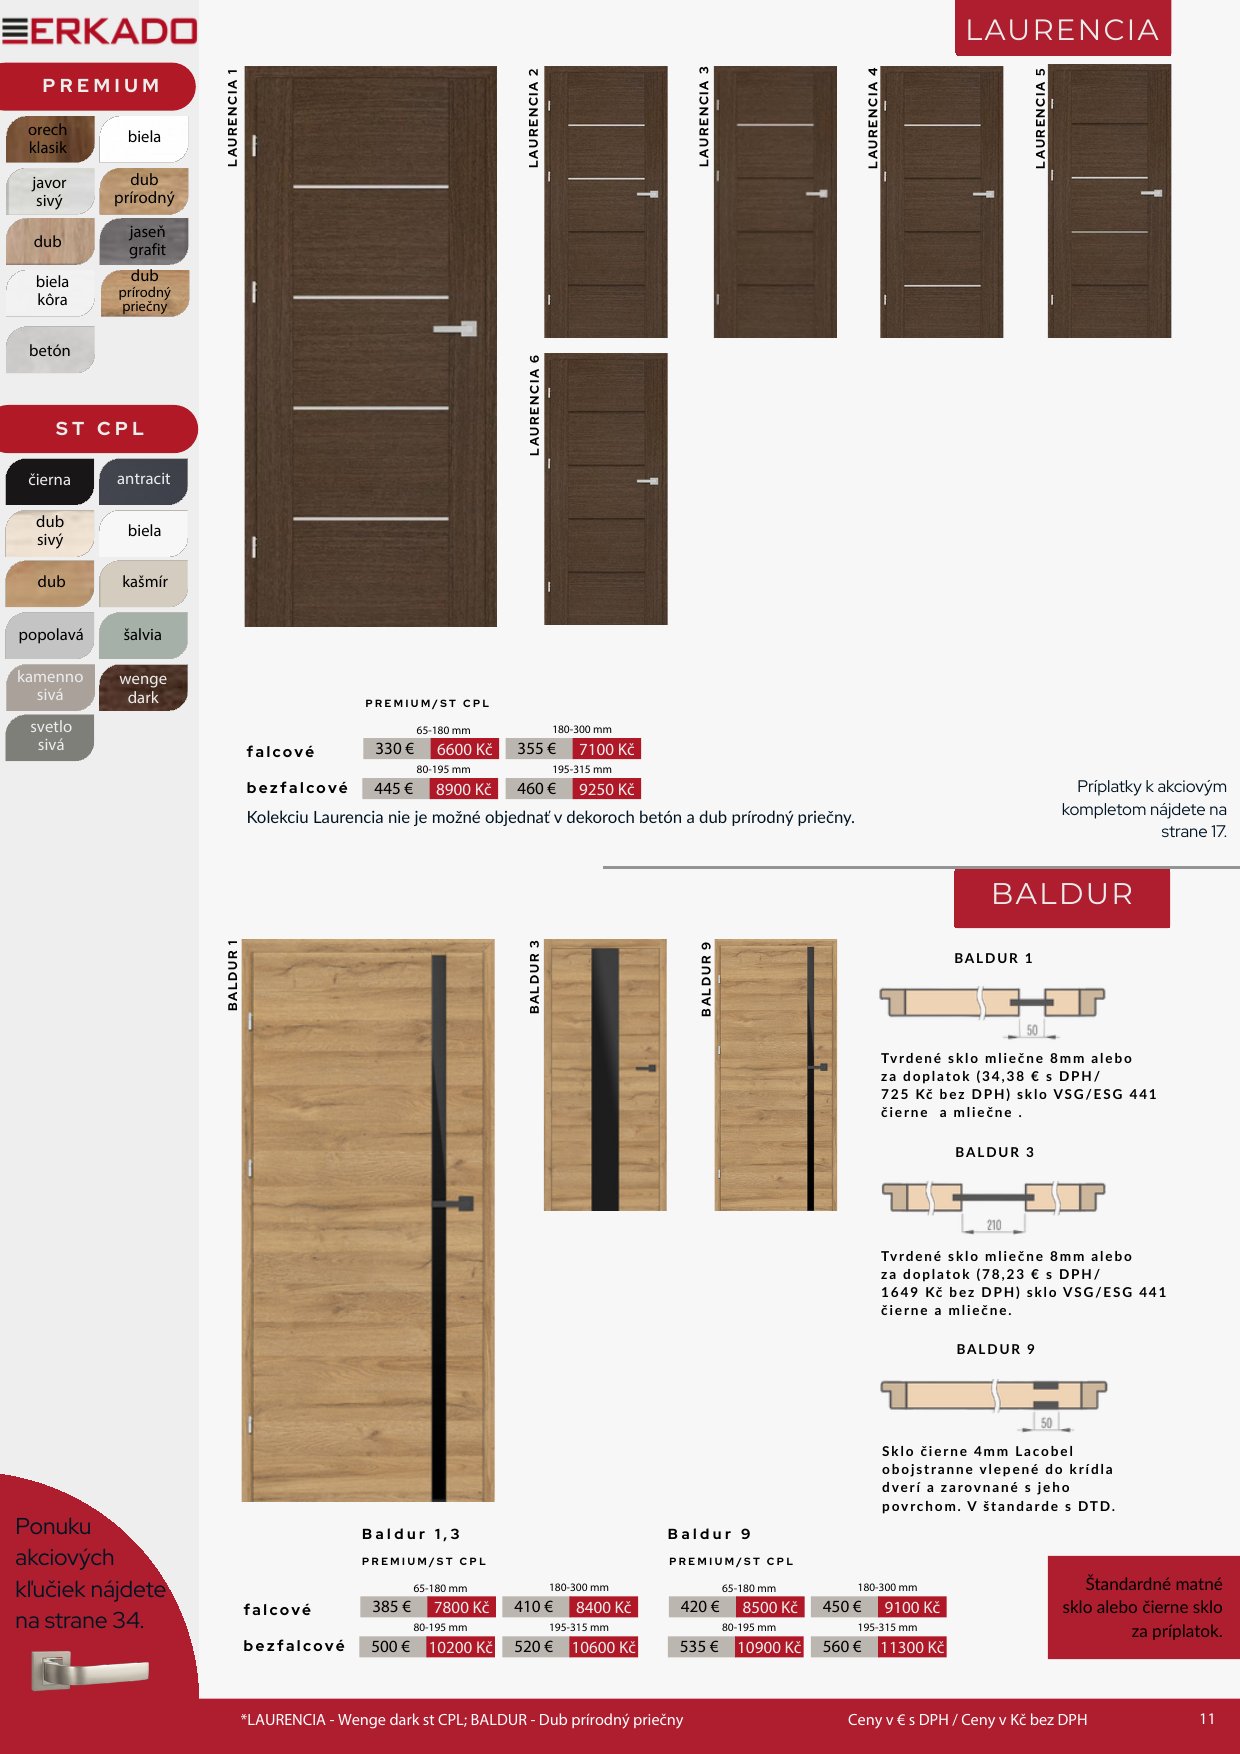 ERKADO
LAURENCIA
PREMIUM
orech
klasik
biela
javor
sivý
dub
prírodný
dub
jaseň
grafit
biela
kôra
dub
prírodný
priečny
betón
ST CPL
čierna
antracit
dub
sivý
biela
dub
kašmír
popolavá
šalvia
kamenno
sivá
wenge
dark
svetlo
sivá
LAURENCIA 1
LAURENCIA 2
LAURENCIA 3
LAURENCIA 4
LAURENCIA 5
LAURENCIA 6
PREMIUM/ST CPL
65-180 mm 180-300 mm
falcové 330 € 6600 Kč 355 € 7100 Kč
80-195 mm 195-315 mm
bezfalcové 445 € 8900 Kč 460 € 9250 Kč
Kolekciu Laurencia nie je možné objednať v dekoroch betón a dub prírodný priečny.
Príplatky k akciovým
kompletom nájdete na
strane 17.
BALDUR
BALDUR 1
BALDUR 3
BALDUR 9
BALDUR 1
50
Tvrdené sklo mliečne 8mm alebo
za doplatok (34,38 € s DPH/
725 Kč bez DPH) sklo VSG/ESG 441
čierne a mliečne .
BALDUR 3
210
Tvrdené sklo mliečne 8mm alebo
za doplatok (78,23 € s DPH/
1649 Kč bez DPH) sklo VSG/ESG 441
čierne a mliečne.
BALDUR 9
50
Sklo čierne 4mm Lacobel
obojstranne vlepené do krídla
dverí a zarovnané s jeho
povrchom. V štandarde s DTD.
Baldur 1,3 Baldur 9
PREMIUM/ST CPL PREMIUM/ST CPL
65-180 mm 180-300 mm 65-180 mm 180-300 mm
falcové 385 € 7800 Kč 410 € 8400 Kč 420 € 8500 Kč 450 € 9100 Kč
80-195 mm 195-315 mm 80-195 mm 195-315 mm
bezfalcové 500 € 10200 Kč 520 € 10600 Kč 535 € 10900 Kč 560 € 11300 Kč
Štandardné matné
sklo alebo čierne sklo
za príplatok.
Ponuku
akciových
kľučiek nájdete
na strane 34.
*LAURENCIA - Wenge dark st CPL; BALDUR - Dub prírodný priečny
Ceny v € s DPH / Ceny v Kč bez DPH
11